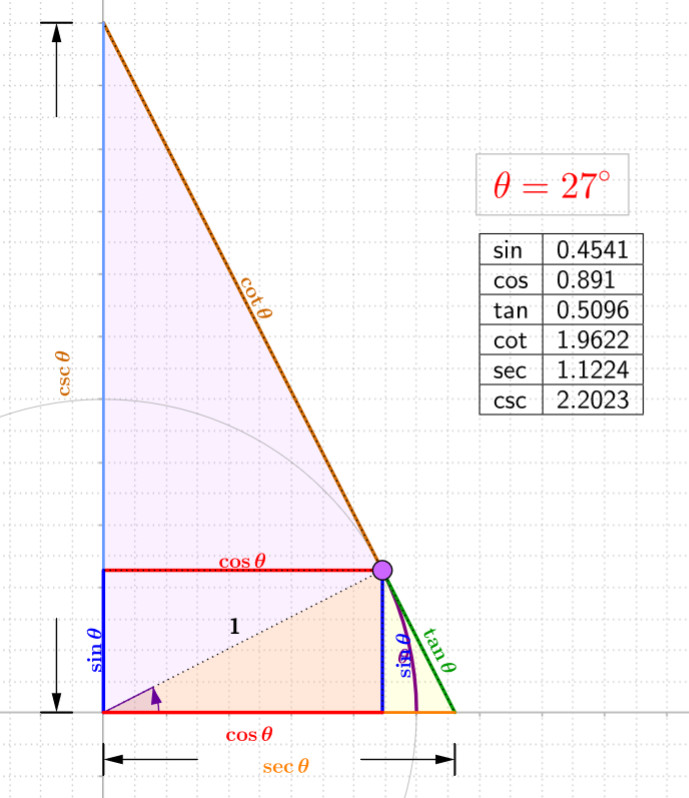 cot θ
θ = 27°
sin 0.4541
cos 0.891
tan 0.5096
cot 1.9622
sec 1.1224
csc 2.2023
csc θ
cos θ
1
sin θ
sin θ
tan θ
cos θ
sec θ